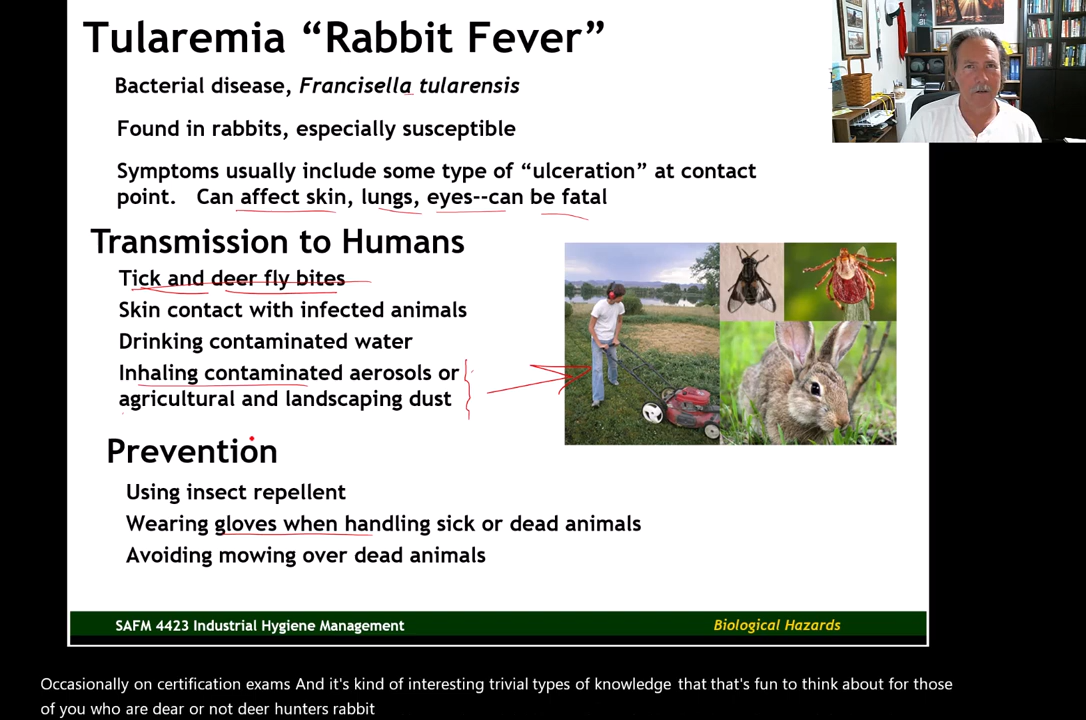 Tularemia “Rabbit Fever”
Bacterial disease, Francisella tularensis
Found in rabbits, especially susceptible
Symptoms usually include some type of “ulceration” at contact
point. Can affect skin, lungs, eyes--can be fatal
Transmission to Humans
Tick and deer fly bites
Skin contact with infected animals
Drinking contaminated water
Inhaling contaminated aerosols or
agricultural and landscaping dust
Prevention
Using insect repellent
Wearing gloves when handling sick or dead animals
Avoiding mowing over dead animals
SAFM 4423 Industrial Hygiene Management
Biological Hazards
Occasionally on certification exams And it's kind of interesting trivial types of knowledge that that's fun to think about for those
of you who are dear or not deer hunters rabbit